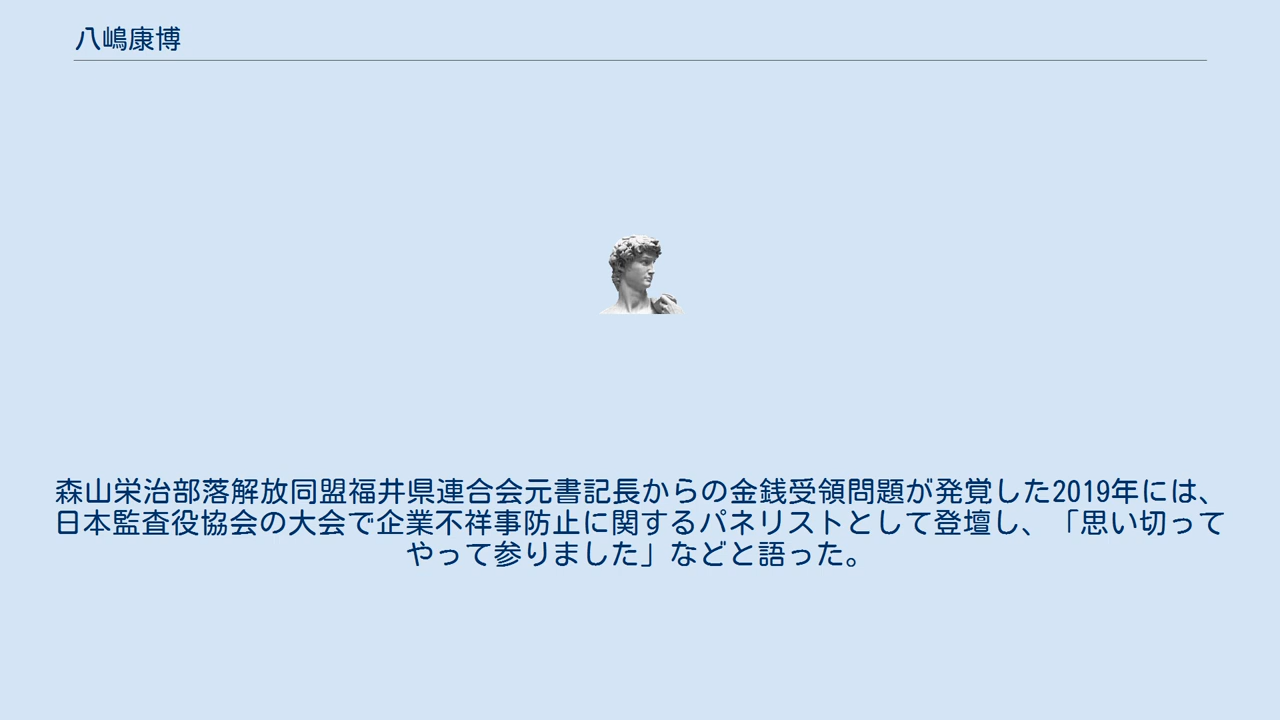 八嶋康博
森山栄治部落解放同盟福井県連合会元書記長からの金銭受領問題が発覚した2019年には、
日本監査役協会の大会で企業不祥事防止に関するパネリストとして登壇し、「思い切って
やって参りました」などと語った。